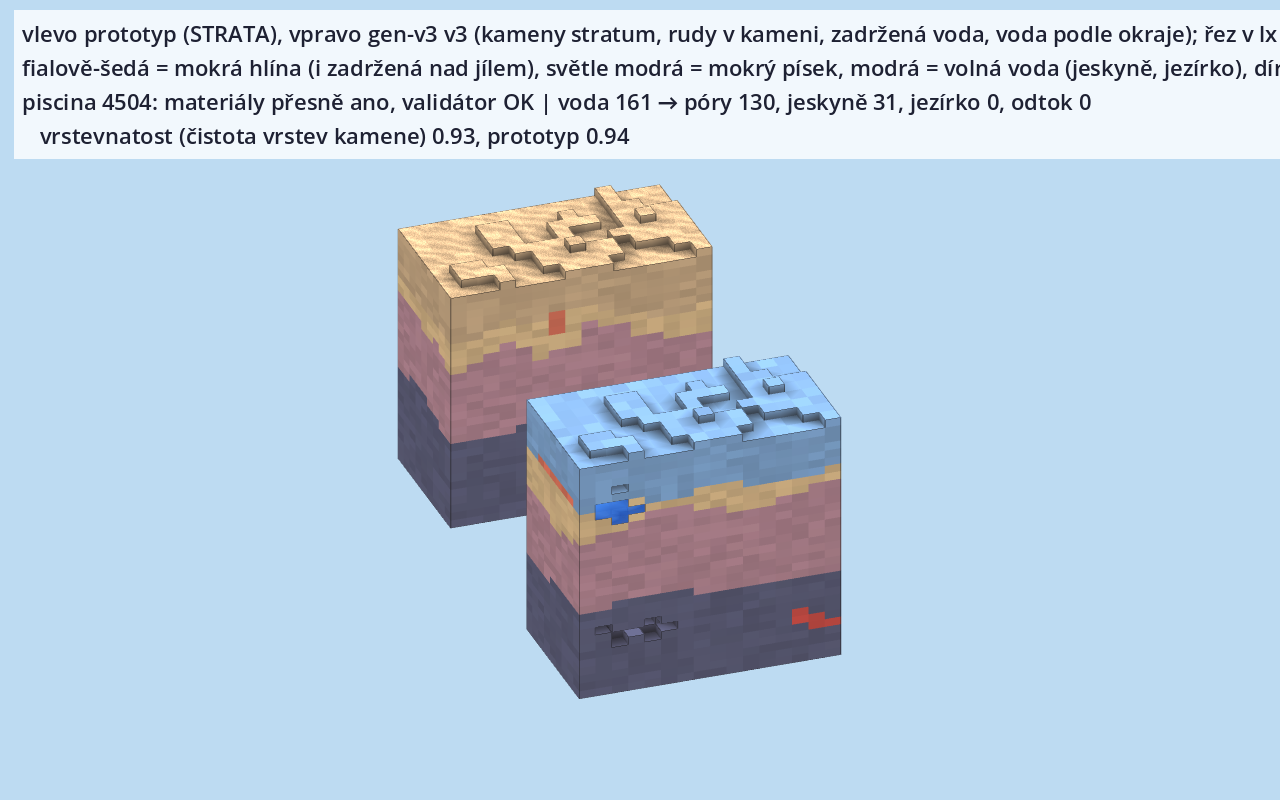 vlevo prototyp (STRATA), vpravo gen-v3 v3 (kameny stratum, rudy v kameni, zadržená voda, voda podle okraje); řez v lx
fialově-šedá = mokrá hlína (i zadržená nad jílem), světle modrá = mokrý písek, modrá = volná voda (jeskyně, jezírko), dír
piscina 4504: materiály přesně ano, validátor OK | voda 161 → póry 130, jeskyně 31, jezírko 0, odtok 0
vrstevnatost (čistota vrstev kamene) 0.93, prototyp 0.94